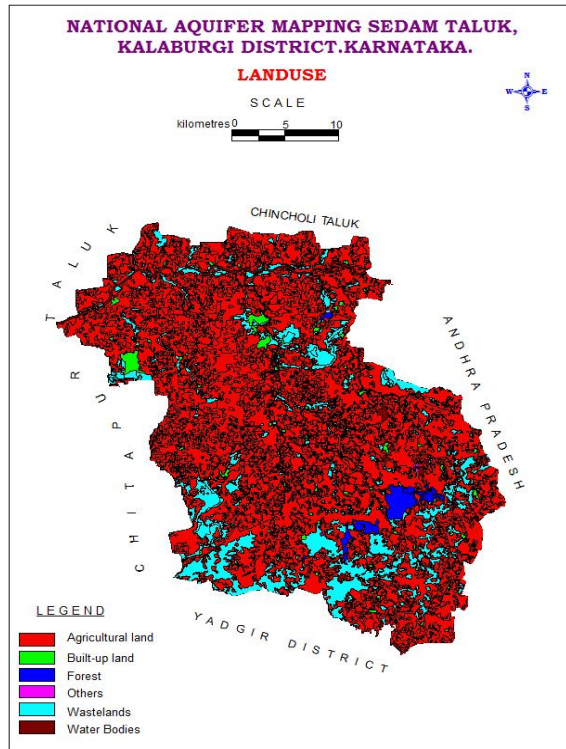 NATIONAL AQUIFER MAPPING SEDAM TALUK,
KALABURGI DISTRICT.KARNATAKA.
LANDUSE
SCALE
kilometres 0 5 10
N
W E
S
CHINCHOLI TALUK
CHITAPUR TALUK
ANDHRA PRADESH
YADGIR DISTRICT
LEGEND
Agricultural land
Built-up land
Forest
Others
Wastelands
Water Bodies